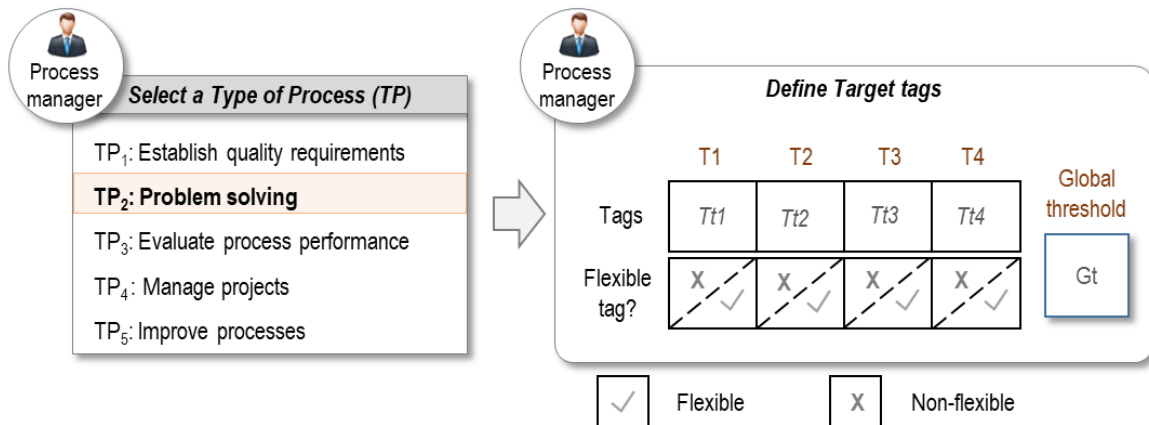 Process
manager
Select a Type of Process (TP)
TP1: Establish quality requirements
TP2: Problem solving
TP3: Evaluate process performance
TP4: Manage projects
TP5: Improve processes
Process
manager
Define Target tags
T1 T2 T3 T4
Global
threshold
Tags Tt1 Tt2 Tt3 Tt4
Gt
Flexible
tag?
X X X X
Flexible
X Non-flexible